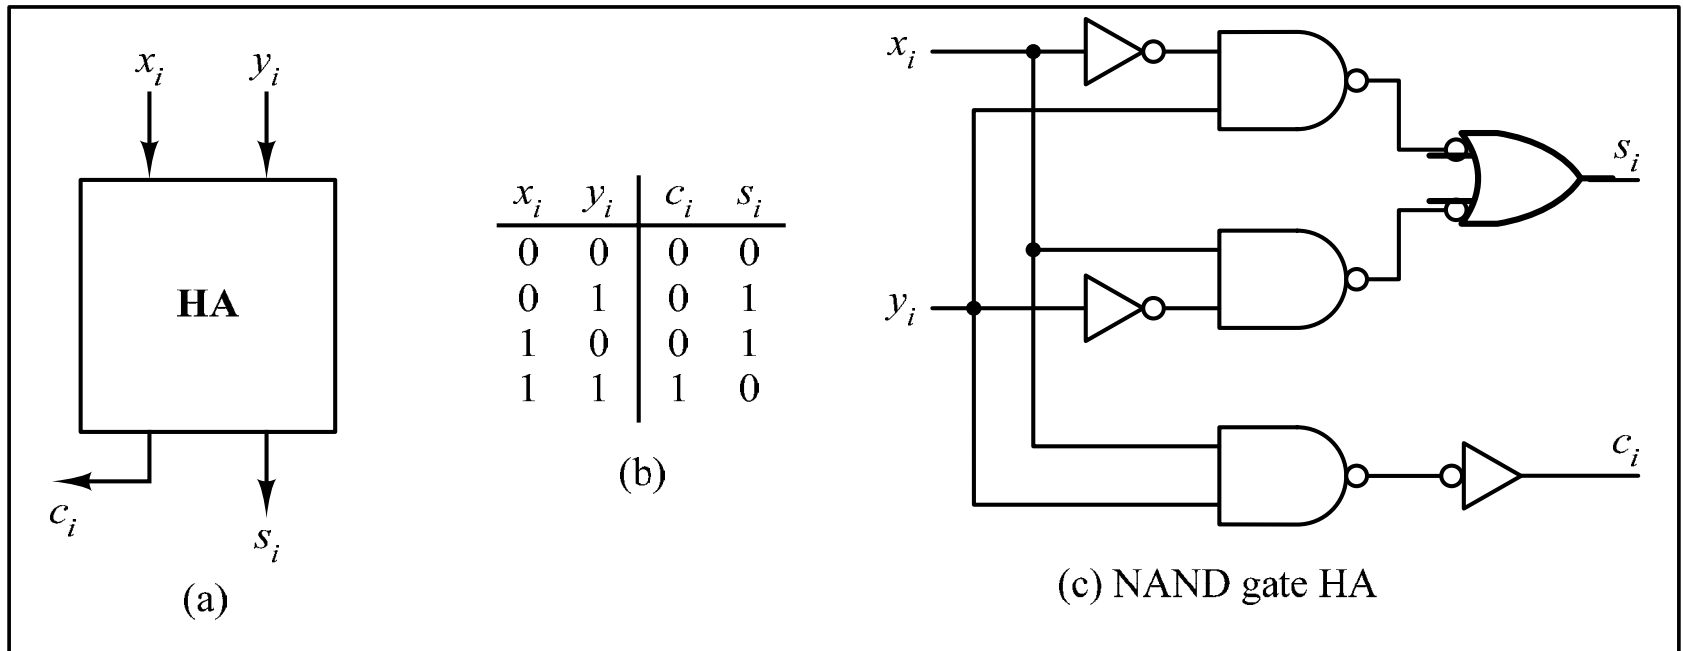 x_i y_i
HA
c_i
s_i
(a)
x_i y_i c_i s_i
0 0 0 0
0 1 0 1
1 0 0 1
1 1 1 0
(b)
x_i
s_i
y_i
c_i
(c) NAND gate HA